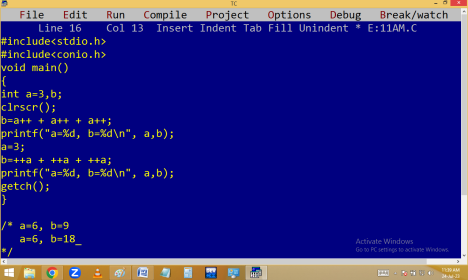 TC
File Edit Run Compile Project Options Debug Break/watch
Line 16 Col 13 Insert Indent Tab Fill Unindent * E:11AM.C
#include<stdio.h>
#include<conio.h>
void main()
{
int a=3,b;
clrscr();
b=a++ + a++ + a++;
printf("a=%d, b=%d\n", a,b);
a=3;
b=++a + ++a + ++a;
printf("a=%d, b=%d\n", a,b);
getch();
}
/* a=6, b=9
a=6, b=18_
*/
Activate Windows
Go to PC settings to activate Windows.